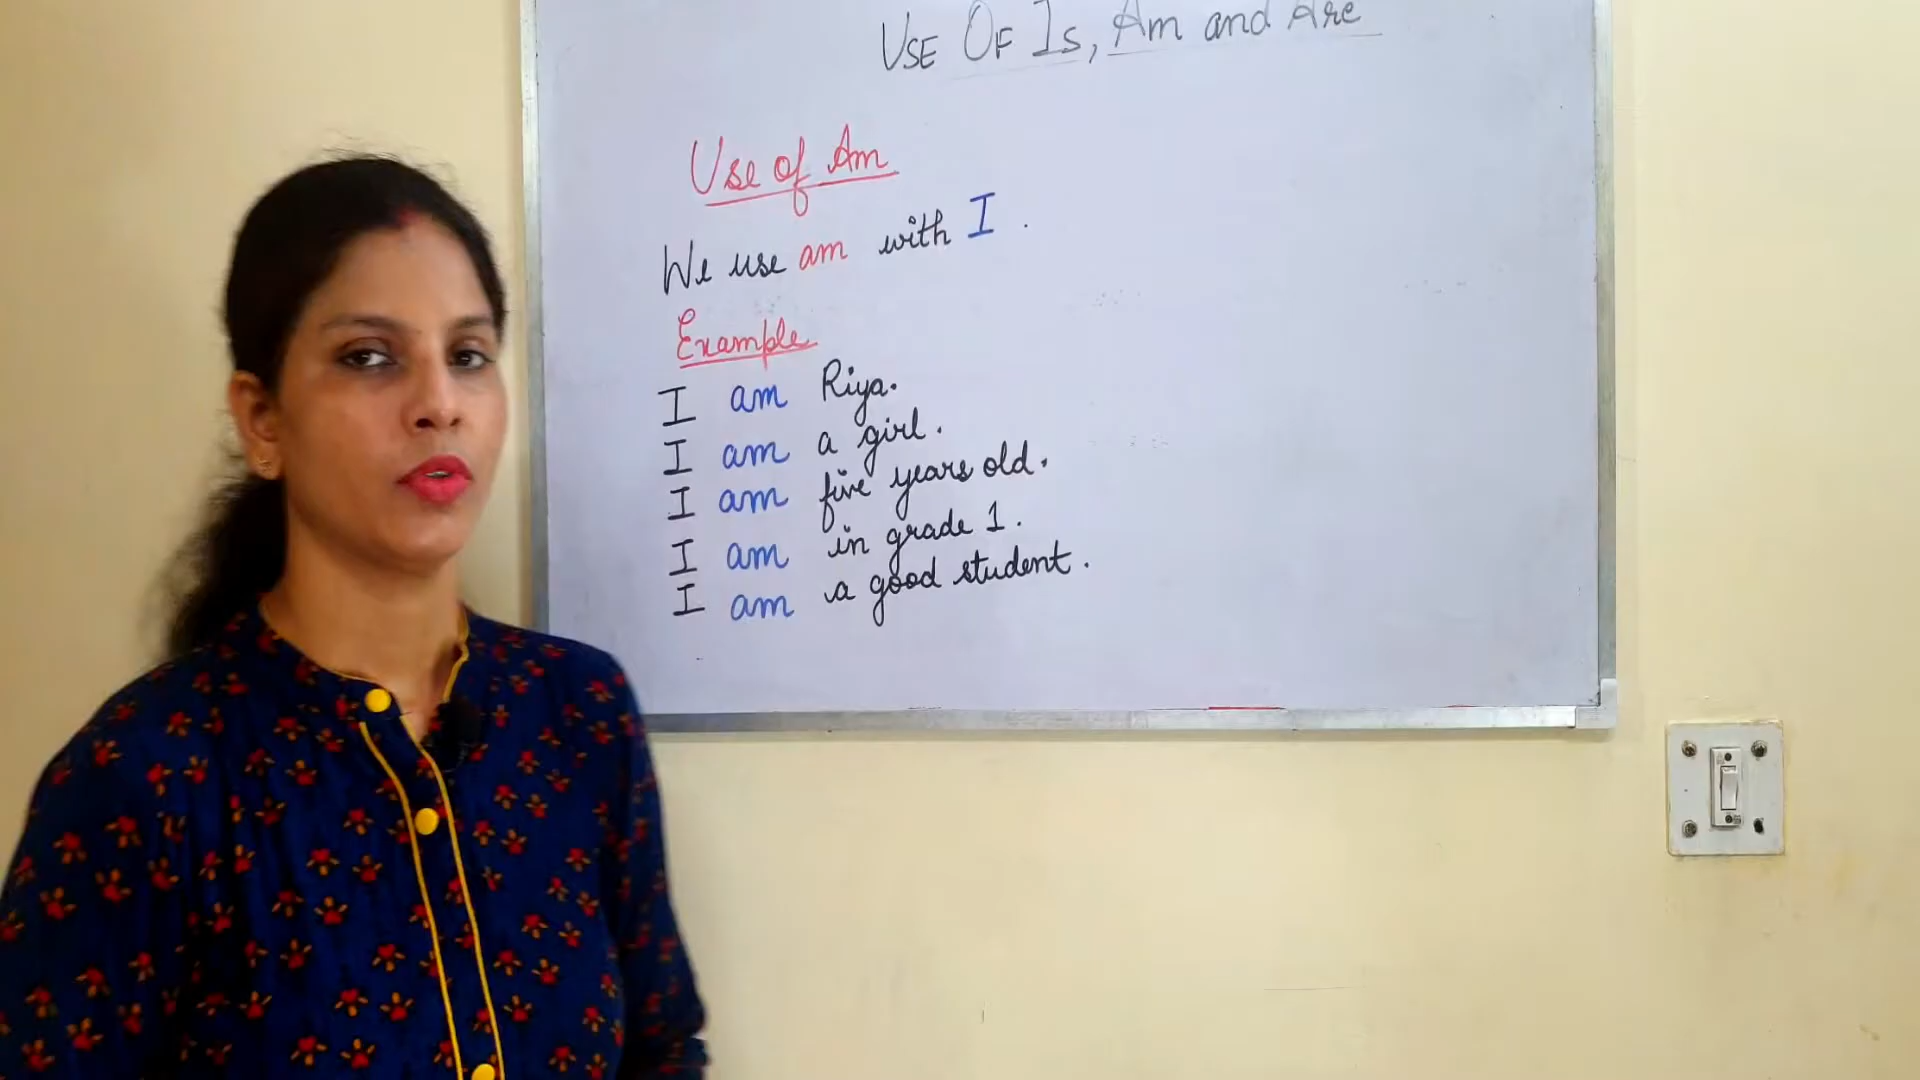 USE OF Is, Am and Are
Use of Am
We use am with I.
Example
I am Riya.
I am a girl.
I am five years old.
I am in grade 1.
I am a good student.